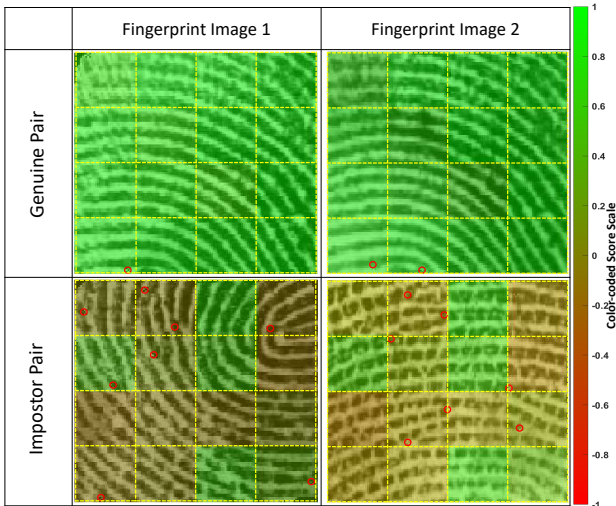 Fingerprint Image 1
Fingerprint Image 2
Genuine Pair
Impostor Pair
1
0.8
0.6
0.4
0.2
0
-0.2
-0.4
-0.6
-0.8
-1
Color-coded Score Scale